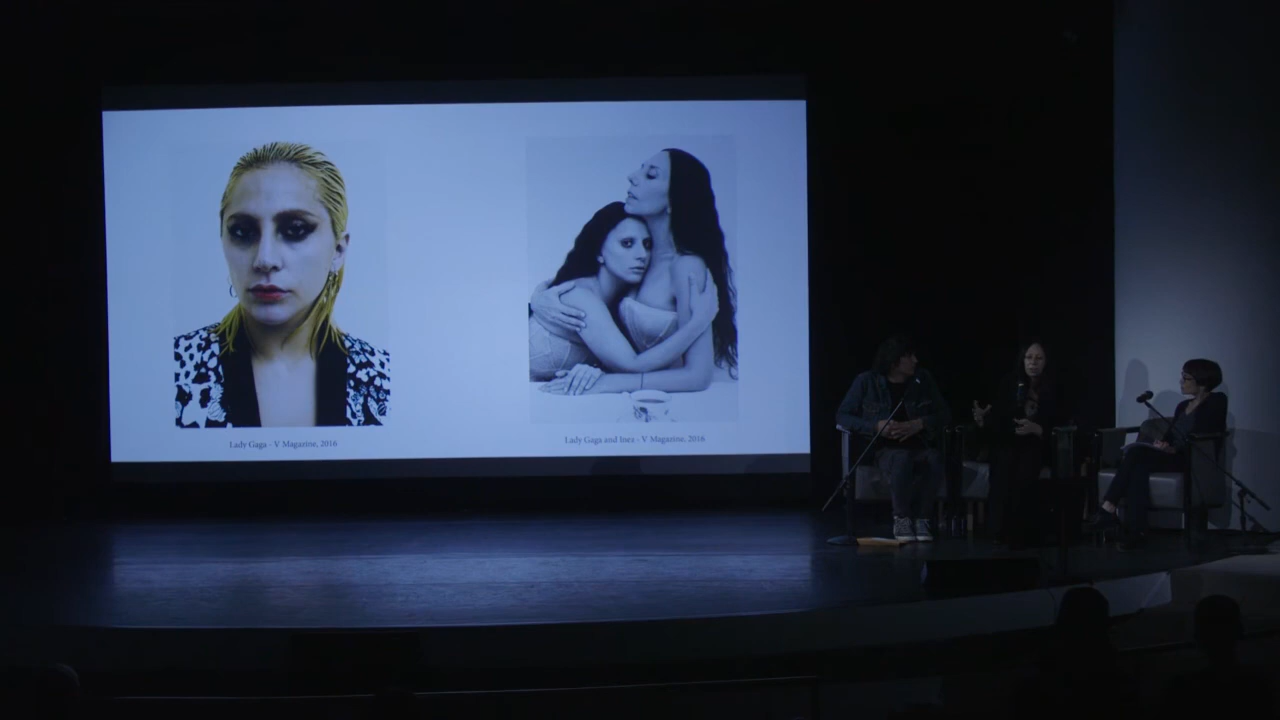 Lady Gaga - V Magazine, 2016
Lady Gaga and Inez - V Magazine, 2016